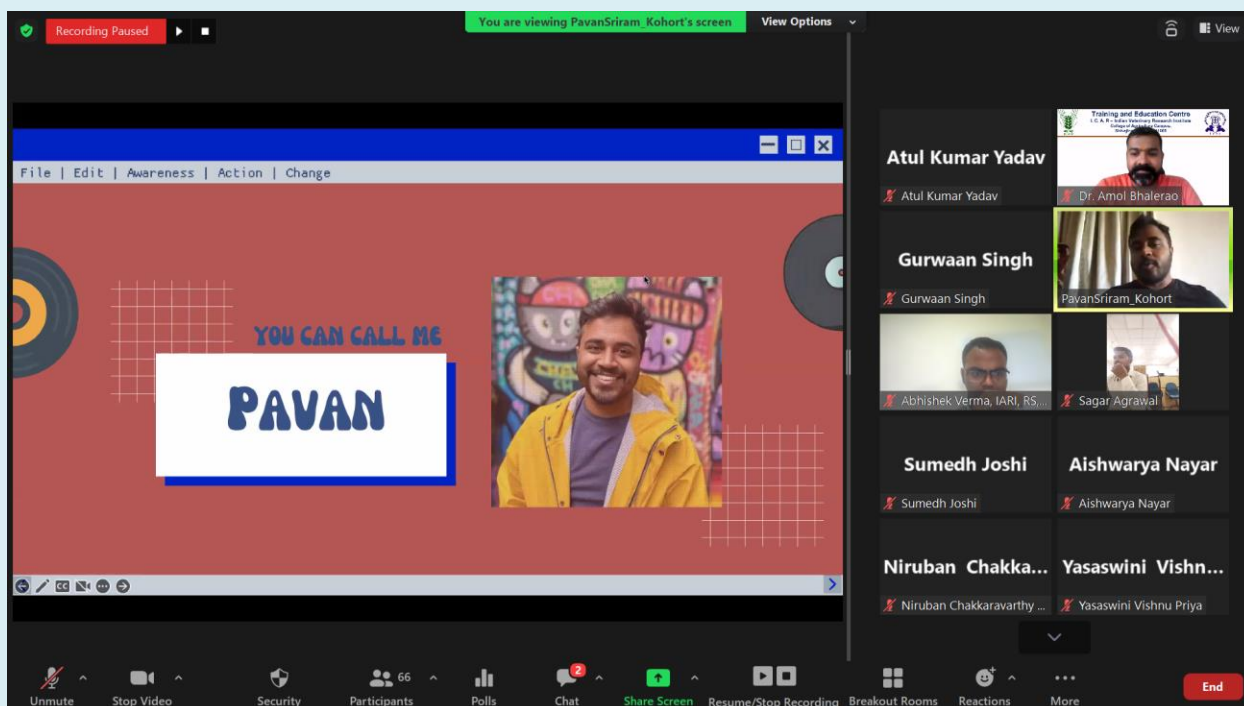 Recording Paused
You are viewing PavanSriram_Kohort's screen
View Options
View
File | Edit | Awareness | Action | Change
YOU CAN CALL ME
PAVAN
Atul Kumar Yadav
Atul Kumar Yadav
Training and Education Centre
Dr. Amol Bhalerao
Gurwaan Singh
Gurwaan Singh
PavanSriram_Kohort
Abhishek Verma, IARI, RS,...
Sagar Agrawal
Sumedh Joshi
Sumedh Joshi
Aishwarya Nayar
Aishwarya Nayar
Niruban Chakka...
Niruban Chakkaravarthy ...
Yasaswini Vishn...
Yasaswini Vishnu Priya
CC
Unmute
Stop Video
Security
66
Participants
Polls
2
Chat
Share Screen
Resume/Stop Recording
Breakout Rooms
Reactions
More
End